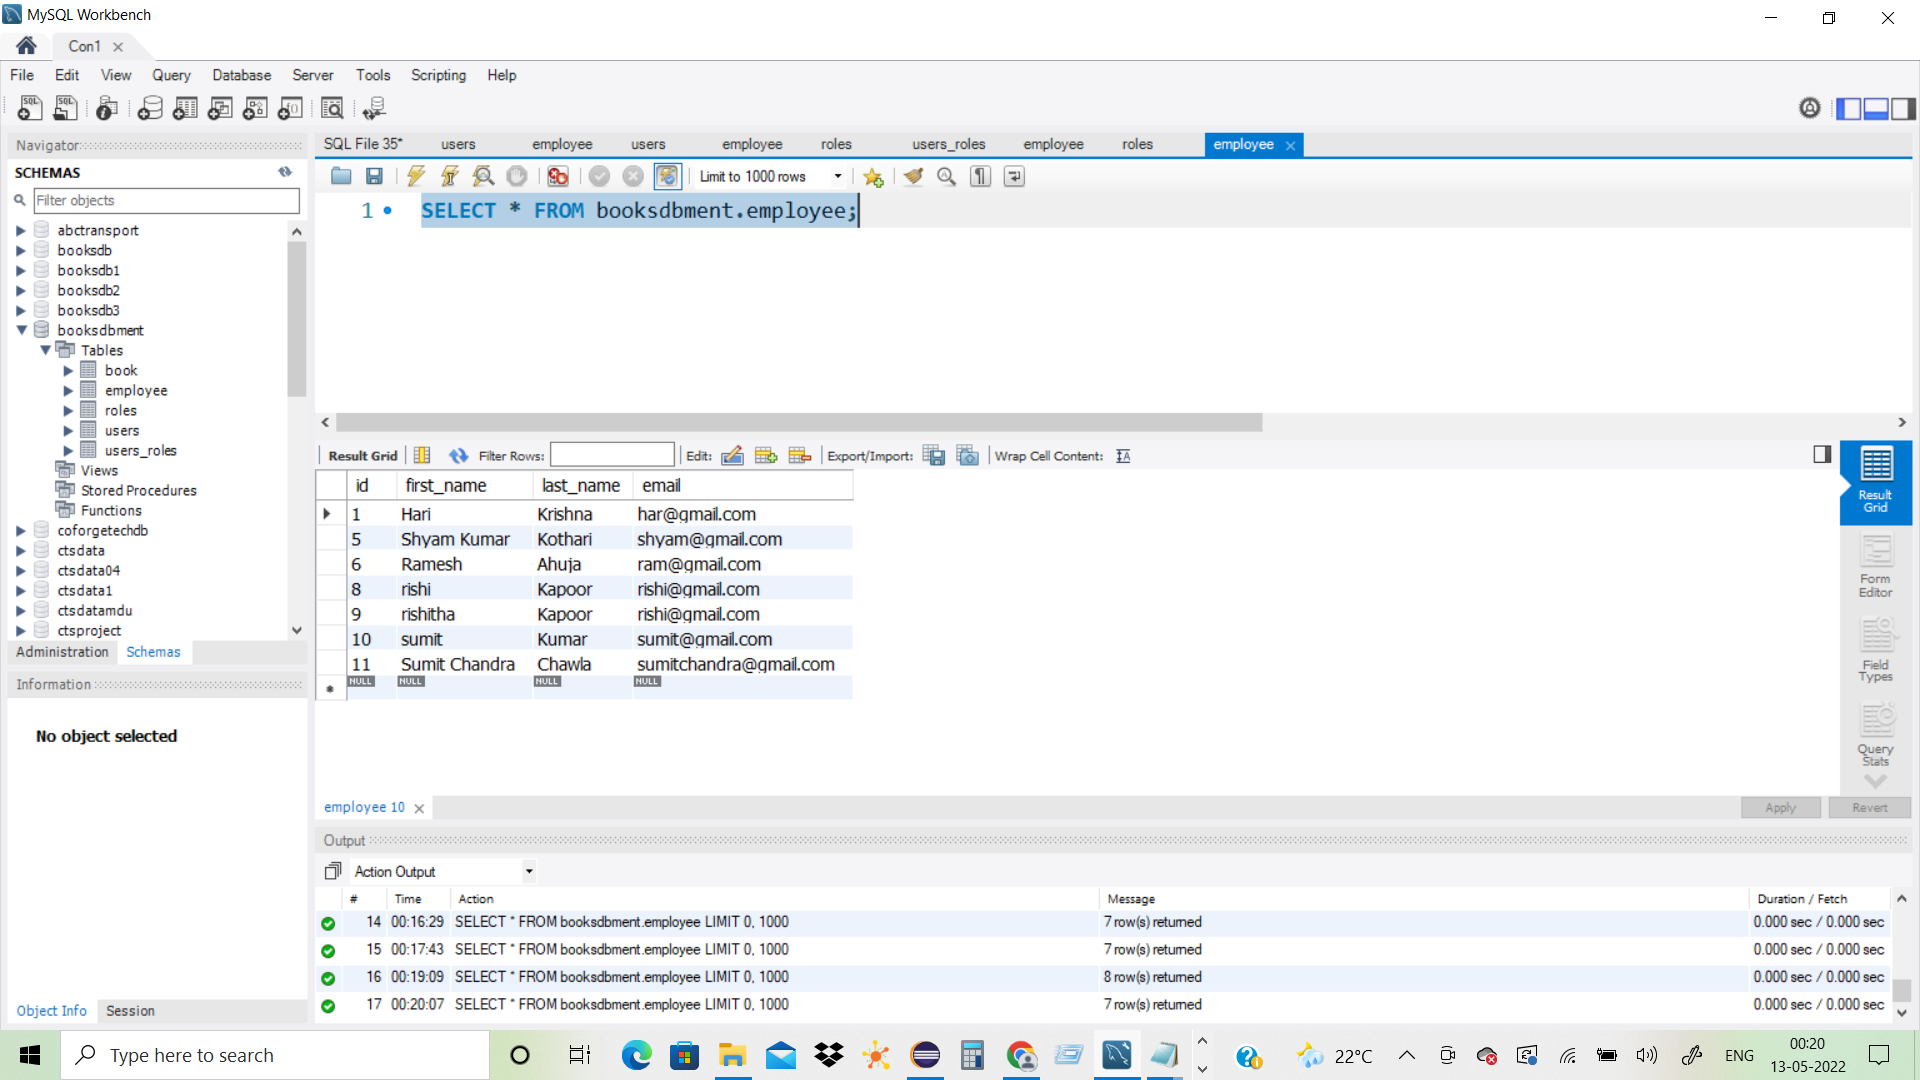 MySQL Workbench
Con1
File Edit View Query Database Server Tools Scripting Help
Navigator
SCHEMAS
Filter objects
abctransport
booksdb
booksdb1
booksdb2
booksdb3
booksdbment
Tables
book
employee
roles
users
users_roles
Views
Stored Procedures
Functions
coforgetechdb
ctsdata
ctsdata04
ctsdata1
ctsdatamdu
ctsproject
Administration Schemas
Information
No object selected
Object Info Session
SQL File 35* users employee users employee roles users_roles employee roles employee
Limit to 1000 rows
1 SELECT * FROM booksdbment.employee;
Result Grid Filter Rows: Edit: Export/Import: Wrap Cell Content:
id first_name last_name email
1 Hari Krishna har@gmail.com
5 Shyam Kumar Kothari shyam@gmail.com
6 Ramesh Ahuja ram@gmail.com
8 rishi Kapoor rishi@gmail.com
9 rishitha Kapoor rishi@gmail.com
10 sumit Kumar sumit@gmail.com
11 Sumit Chandra Chawla sumitchandra@gmail.com
NULL NULL NULL NULL
Result
Grid
Form
Editor
Field
Types
Query
Stats
employee 10
Apply Revert
Output
Action Output
# Time Action Message Duration / Fetch
14 00:16:29 SELECT * FROM booksdbment.employee LIMIT 0, 1000 7 row(s) returned 0.000 sec / 0.000 sec
15 00:17:43 SELECT * FROM booksdbment.employee LIMIT 0, 1000 7 row(s) returned 0.000 sec / 0.000 sec
16 00:19:09 SELECT * FROM booksdbment.employee LIMIT 0, 1000 8 row(s) returned 0.000 sec / 0.000 sec
17 00:20:07 SELECT * FROM booksdbment.employee LIMIT 0, 1000 7 row(s) returned 0.000 sec / 0.000 sec
Type here to search
22°C
ENG
00:20
13-05-2022